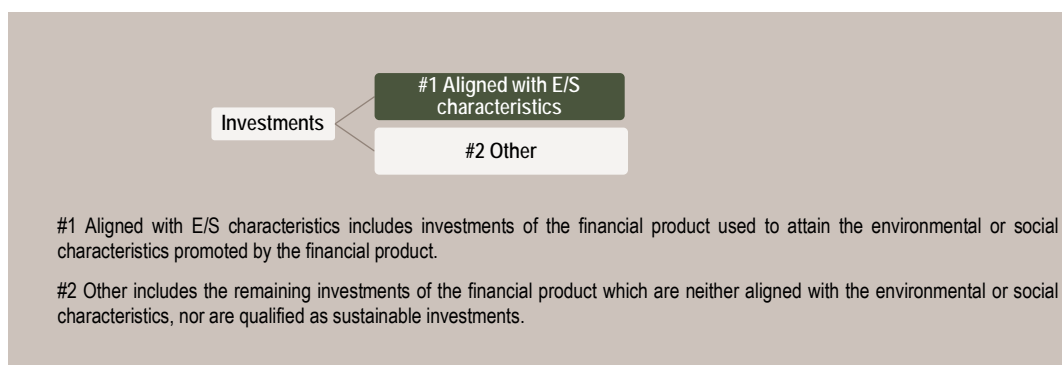 #1 Aligned with E/S
characteristics
Investments
#2 Other
#1 Aligned with E/S characteristics includes investments of the financial product used to attain the environmental or social
characteristics promoted by the financial product.
#2 Other includes the remaining investments of the financial product which are neither aligned with the environmental or social
characteristics, nor are qualified as sustainable investments.